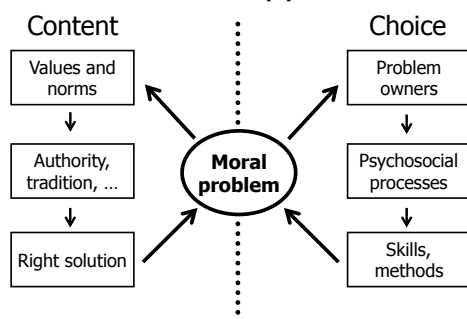 Content
Choice
Values and
norms
Problem
owners
Authority,
tradition, ...
Moral
problem
Psychosocial
processes
Right solution
Skills,
methods